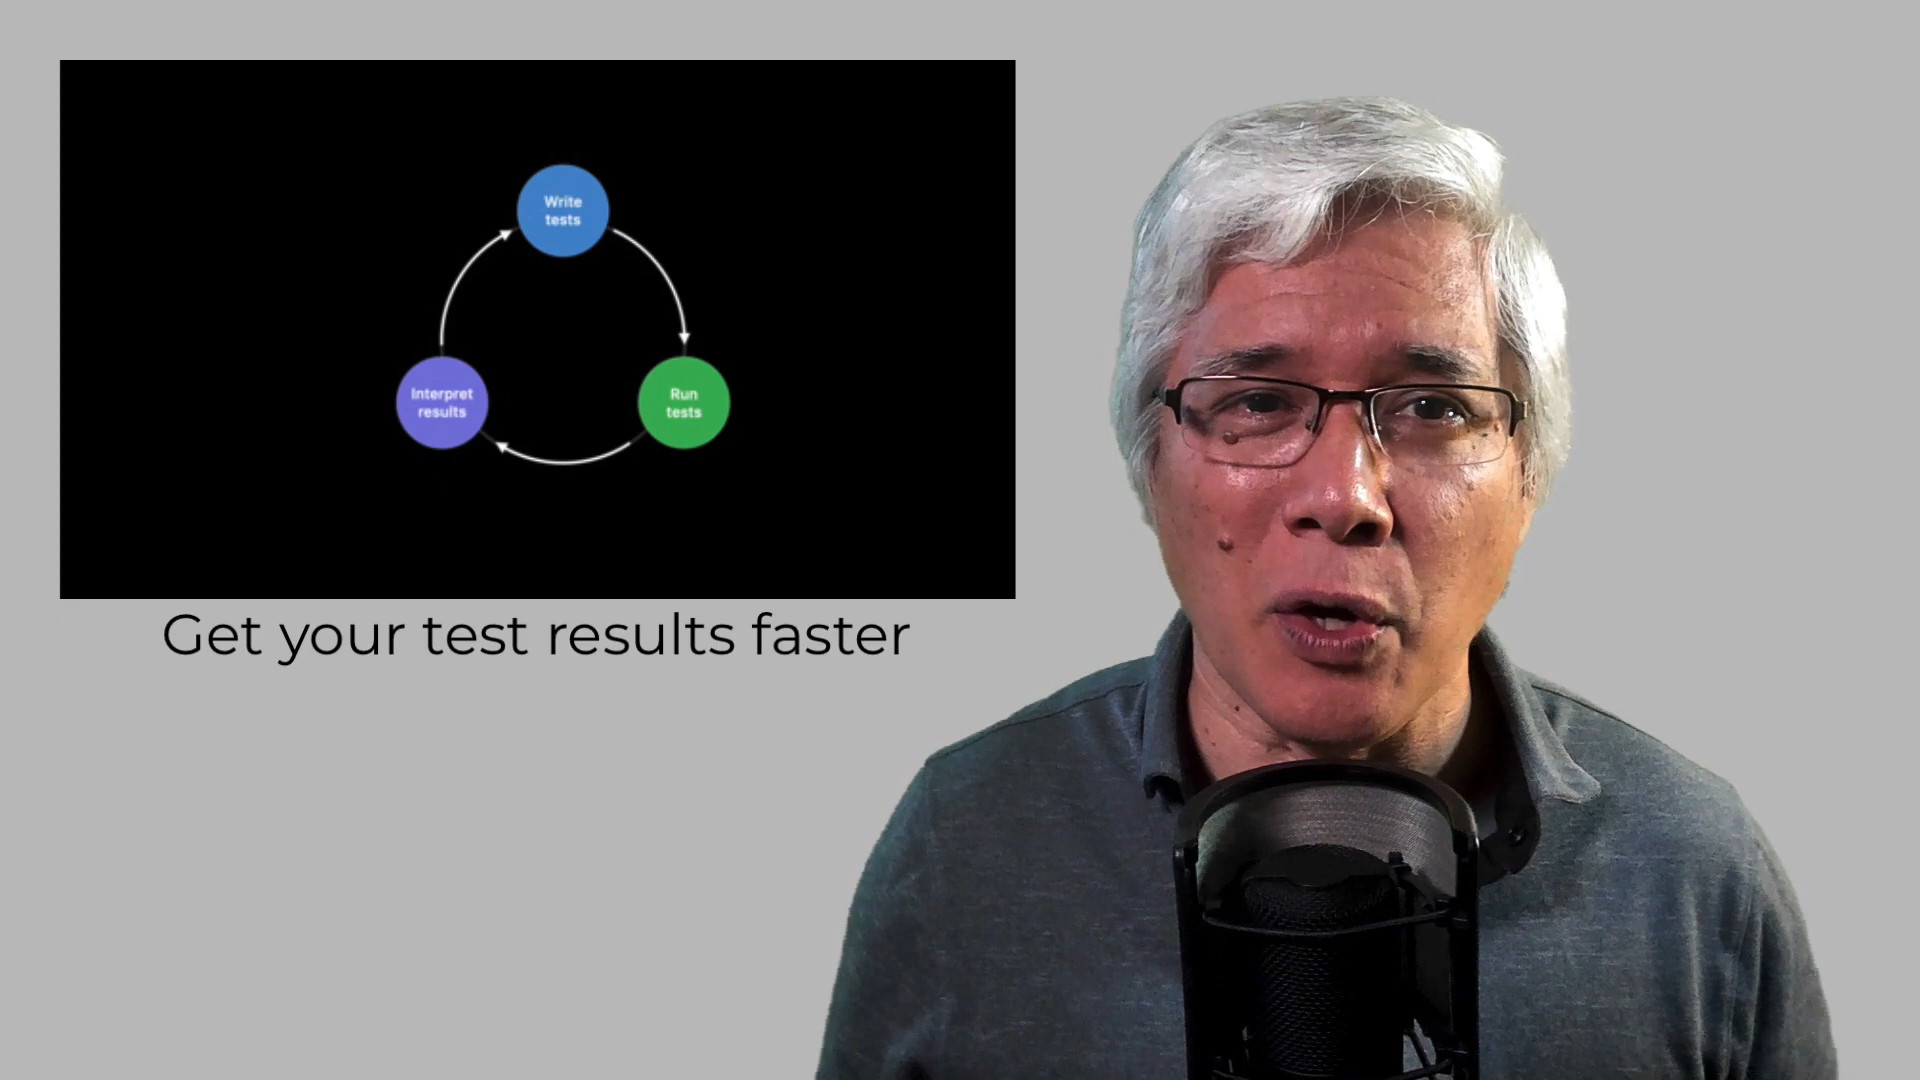 Write
tests
Interpret
results
Run
tests
Get your test results faster